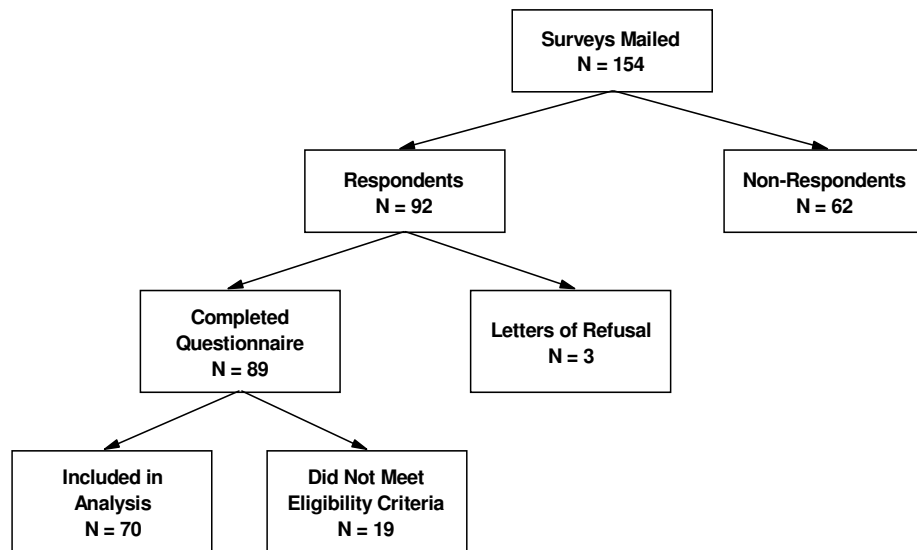 Surveys Mailed
N = 154
Respondents
N = 92
Non-Respondents
N = 62
Completed
Questionnaire
N = 89
Letters of Refusal
N = 3
Included in
Analysis
N = 70
Did Not Meet
Eligibility Criteria
N = 19